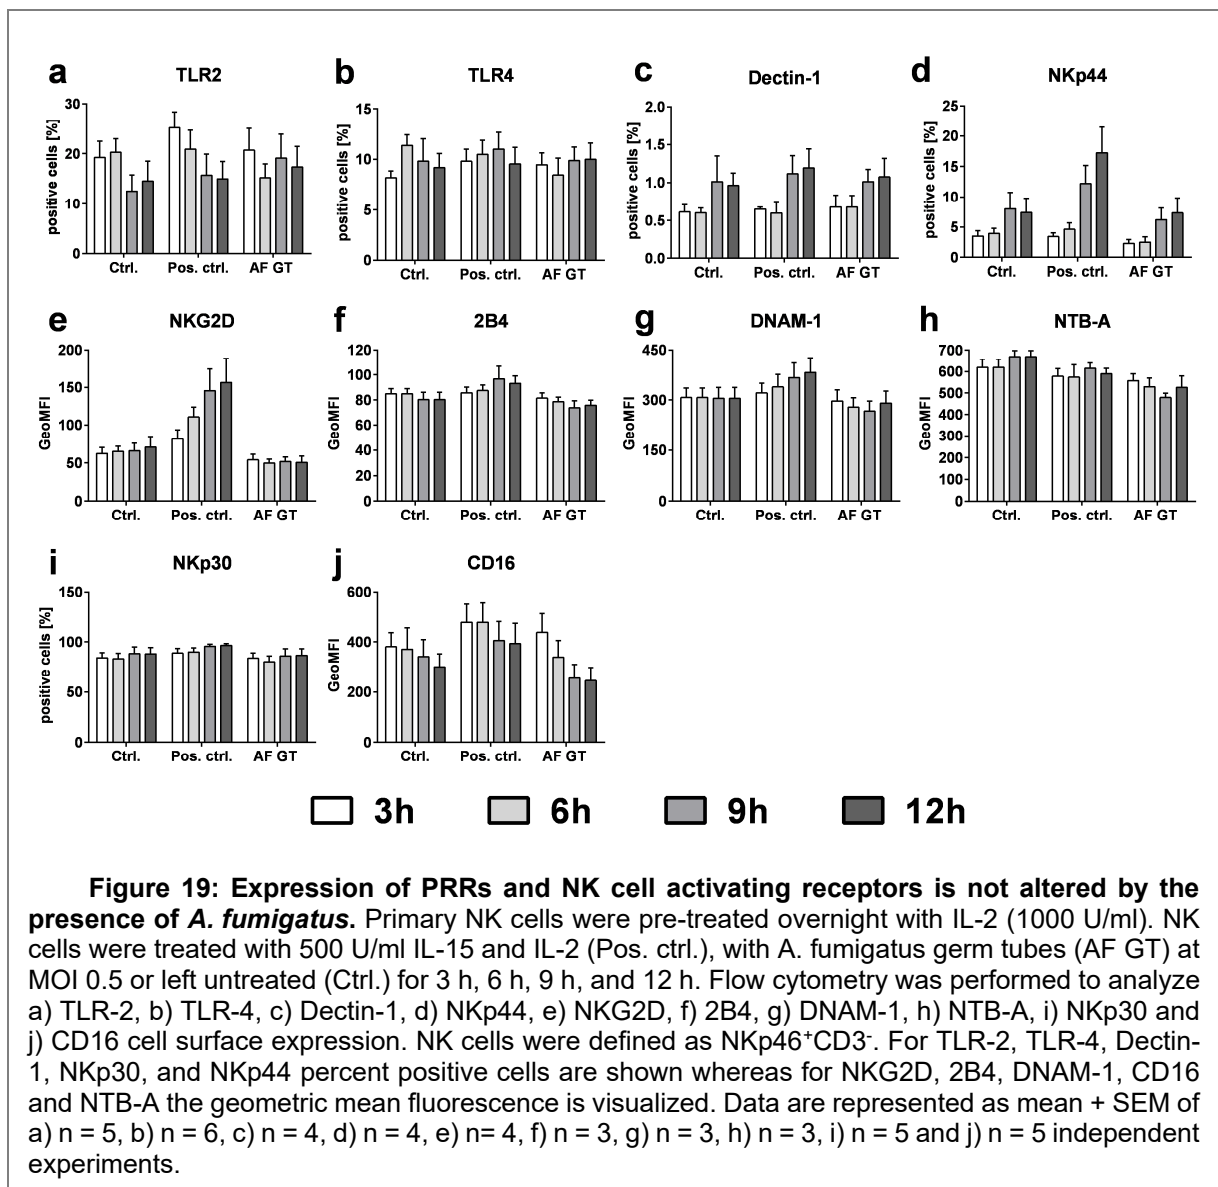 a TLR2 b TLR4 c Dectin-1 d NKp44
positive cells [%] 30 20 10 0 Ctrl. Pos. ctrl. AF GT
positive cells [%] 15 10 5 0 Ctrl. Pos. ctrl. AF GT
positive cells [%] 2.0 1.5 1.0 0.5 0.0 Ctrl. Pos. ctrl. AF GT
positive cells [%] 25 20 15 10 5 0 Ctrl. Pos. ctrl. AF GT
e NKG2D f 2B4 g DNAM-1 h NTB-A
GeoMFI 200 150 100 50 0 Ctrl. Pos. ctrl. AF GT
GeoMFI 120 100 80 60 40 20 0 Ctrl. Pos. ctrl. AF GT
GeoMFI 450 300 150 0 Ctrl. Pos. ctrl. AF GT
GeoMFI 700 600 500 400 300 200 100 0 Ctrl. Pos. ctrl. AF GT
i NKp30 j CD16
positive cells [%] 150 100 50 0 Ctrl. Pos. ctrl. AF GT
GeoMFI 600 400 200 0 Ctrl. Pos. ctrl. AF GT
3h 6h 9h 12h
Figure 19: Expression of PRRs and NK cell activating receptors is not altered by the
presence of A. fumigatus. Primary NK cells were pre-treated overnight with IL-2 (1000 U/ml). NK
cells were treated with 500 U/ml IL-15 and IL-2 (Pos. ctrl.), with A. fumigatus germ tubes (AF GT) at
MOI 0.5 or left untreated (Ctrl.) for 3 h, 6 h, 9 h, and 12 h. Flow cytometry was performed to analyze
a) TLR-2, b) TLR-4, c) Dectin-1, d) NKp44, e) NKG2D, f) 2B4, g) DNAM-1, h) NTB-A, i) NKp30 and
j) CD16 cell surface expression. NK cells were defined as NKp46⁺CD3⁻. For TLR-2, TLR-4, Dectin-
1, NKp30, and NKp44 percent positive cells are shown whereas for NKG2D, 2B4, DNAM-1, CD16
and NTB-A the geometric mean fluorescence is visualized. Data are represented as mean + SEM of
a) n = 5, b) n = 6, c) n = 4, d) n = 4, e) n= 4, f) n = 3, g) n = 3, h) n = 3, i) n = 5 and j) n = 5 independent
experiments.